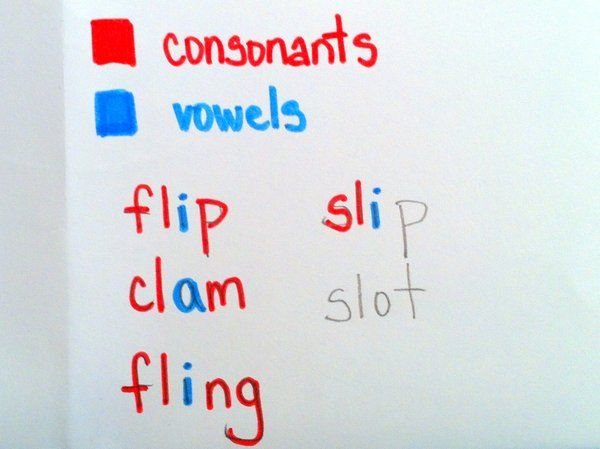 consonants
vowels
flip slip
clam slot
fling